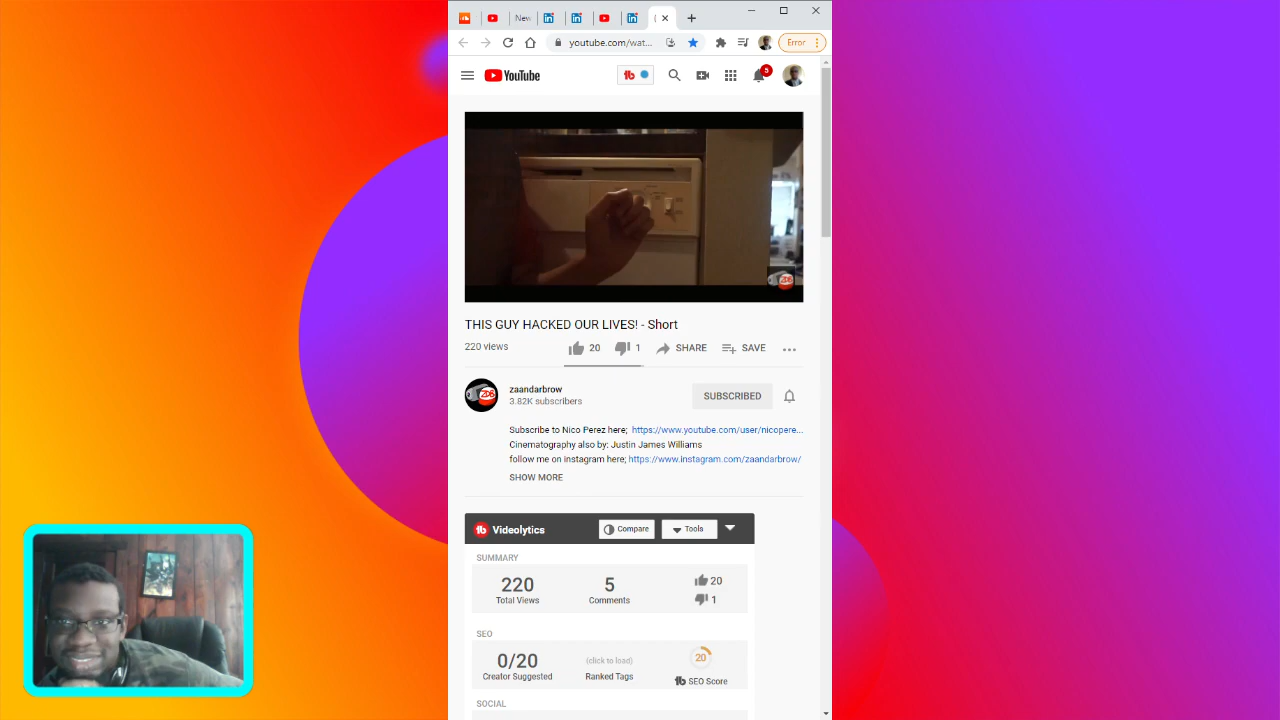 New
youtube.com/wat...
Error
YouTube
5
THIS GUY HACKED OUR LIVES! - Short
220 views
20
1
SHARE
SAVE
zaandarbrow
3.82K subscribers
SUBSCRIBED
Subscribe to Nico Perez here; https://www.youtube.com/user/nicopere...
Cinematography also by: Justin James Williams
follow me on Instagram here; https://www.instagram.com/zaandarbrow/
SHOW MORE
Videolytics
Compare
Tools
SUMMARY
220
5
20
Total Views
Comments
1
SEO
0/20
(click to load)
20
Creator Suggested
Ranked Tags
SEO Score
SOCIAL